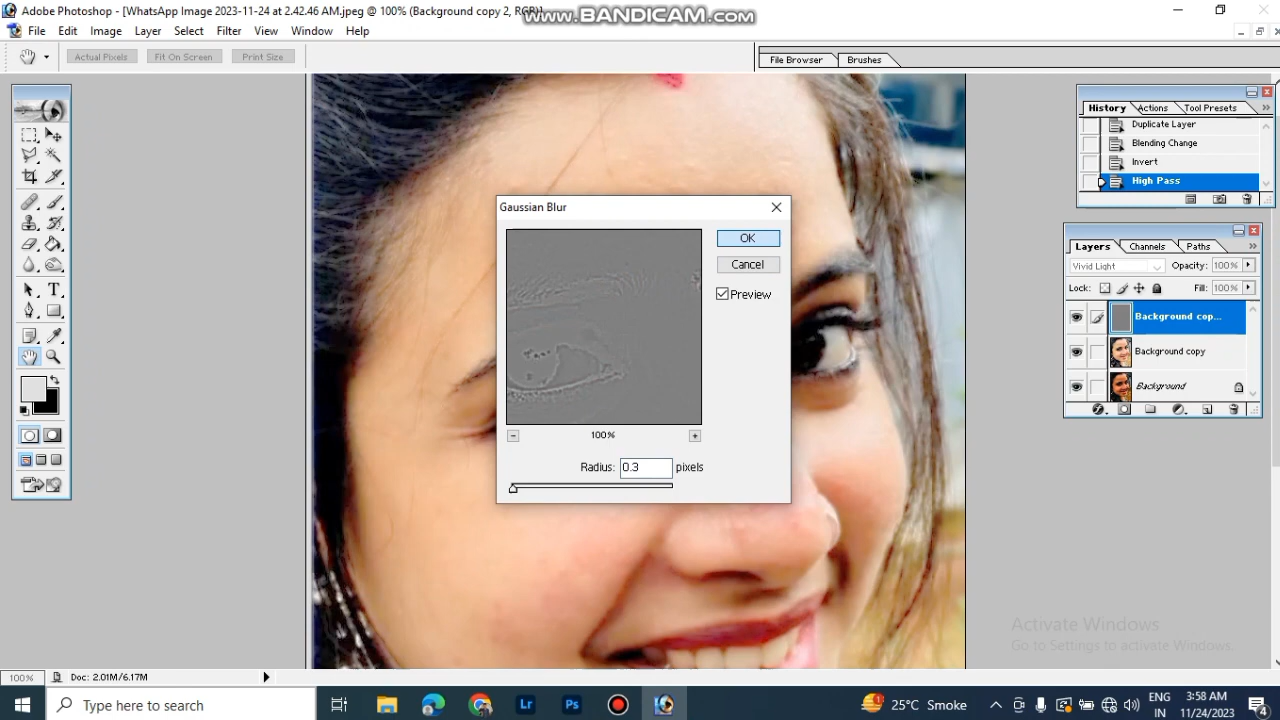 Adobe Photoshop - [WhatsApp Image 2023-11-24 at 2.42.46 AM.jpeg @ 100% (Background copy 2, RGB)]
www.BANDICAM.com
File Edit Image Layer Select Filter View Window Help
Actual Pixels Fit On Screen Print Size
File Browser Brushes
History Actions Tool Presets
Duplicate Layer
Blending Change
Invert
High Pass
Gaussian Blur
OK
Cancel
Preview
100%
Radius: 0.3 pixels
Layers Channels Paths
Vivid Light Opacity: 100%
Lock: Fill: 100%
Background cop...
Background copy
Background
Activate Windows
Go to Settings to activate Windows.
100% Doc: 2.01M/6.17M
Type here to search
Lr
Ps
1
25°C Smoke
ENG
IN
3:58 AM
11/24/2023
4